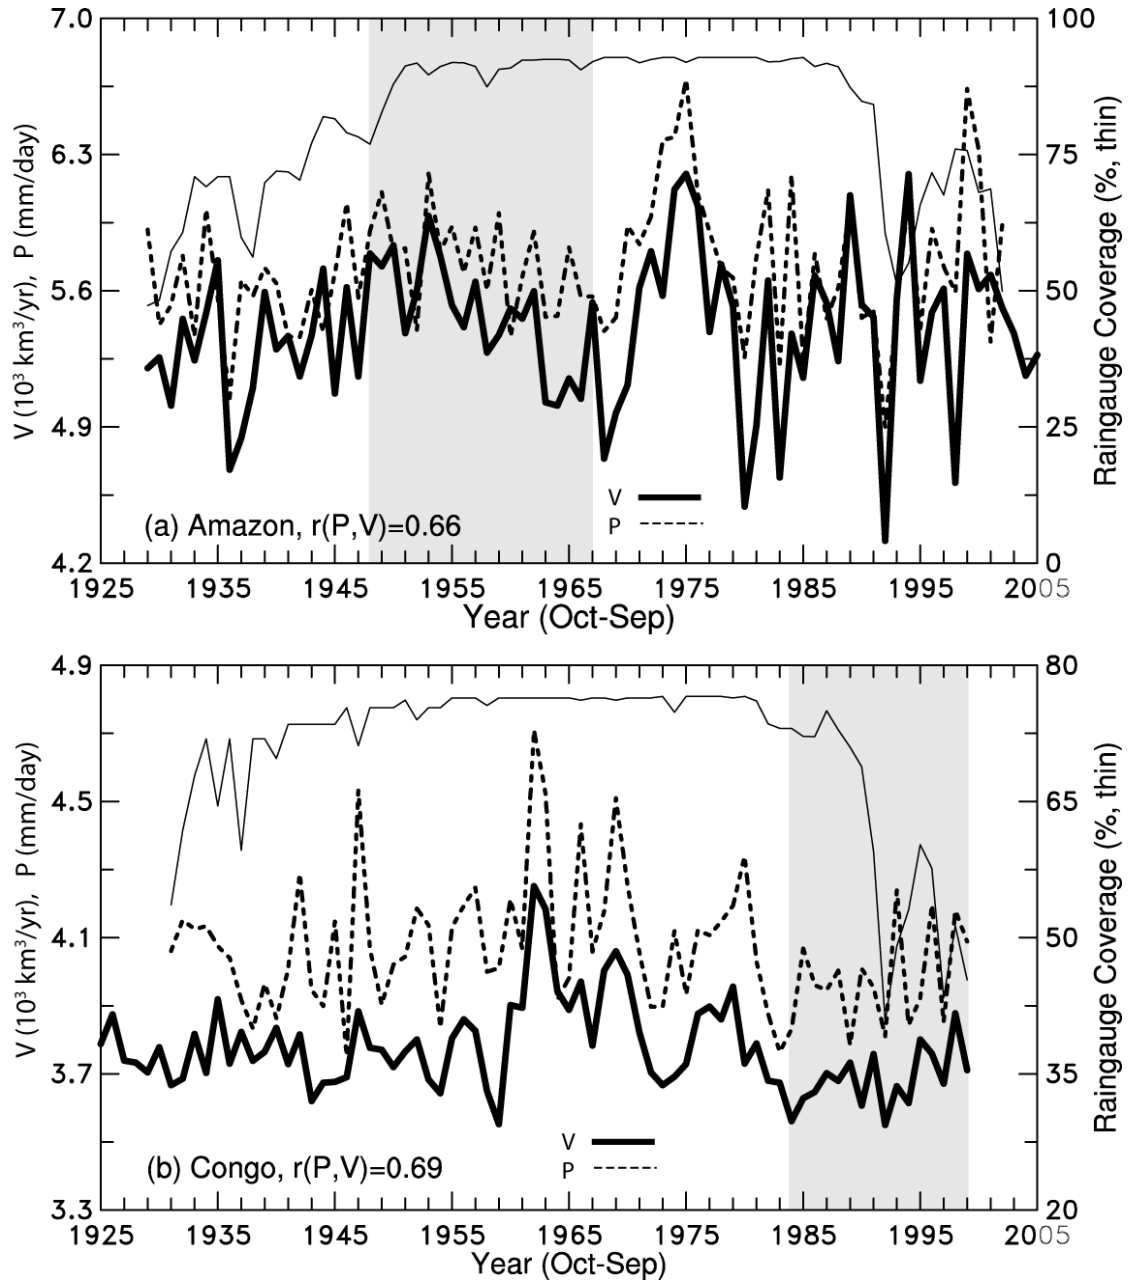 7.0
6.3
5.6
4.9
4.2
V (10³ km³/yr), P (mm/day)
100
75
50
25
0
Raingauge Coverage (%, thin)
V
P
(a) Amazon, r(P,V)=0.66
1925 1935 1945 1955 1965 1975 1985 1995 2005
Year (Oct-Sep)
4.9
4.5
4.1
3.7
3.3
V (10³ km³/yr), P (mm/day)
80
65
50
35
20
Raingauge Coverage (%, thin)
V
P
(b) Congo, r(P,V)=0.69
1925 1935 1945 1955 1965 1975 1985 1995 2005
Year (Oct-Sep)